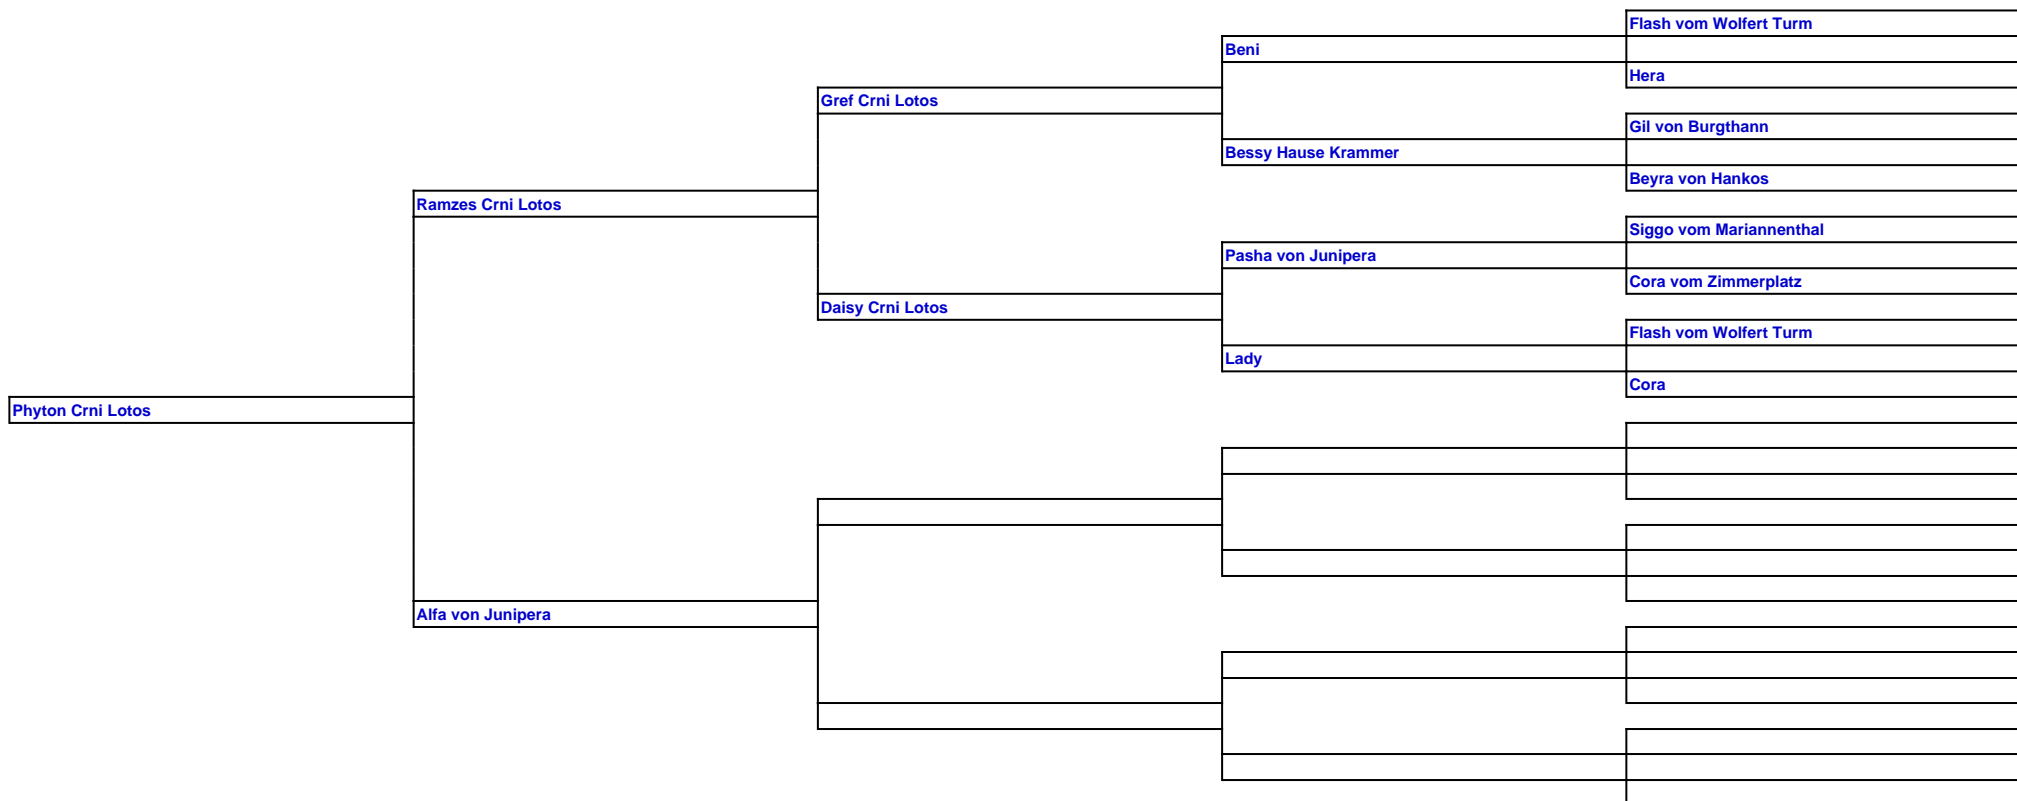 Flash vom Wolfert Turm
Beni
Hera
Gref Crni Lotos
Gil von Burgthann
Bessy Hause Krammer
Beyra von Hankos
Ramzes Crni Lotos
Siggo vom Mariannenthal
Pasha von Junipera
Cora vom Zimmerplatz
Daisy Crni Lotos
Flash vom Wolfert Turm
Lady
Cora
Phyton Crni Lotos
Alfa von Junipera